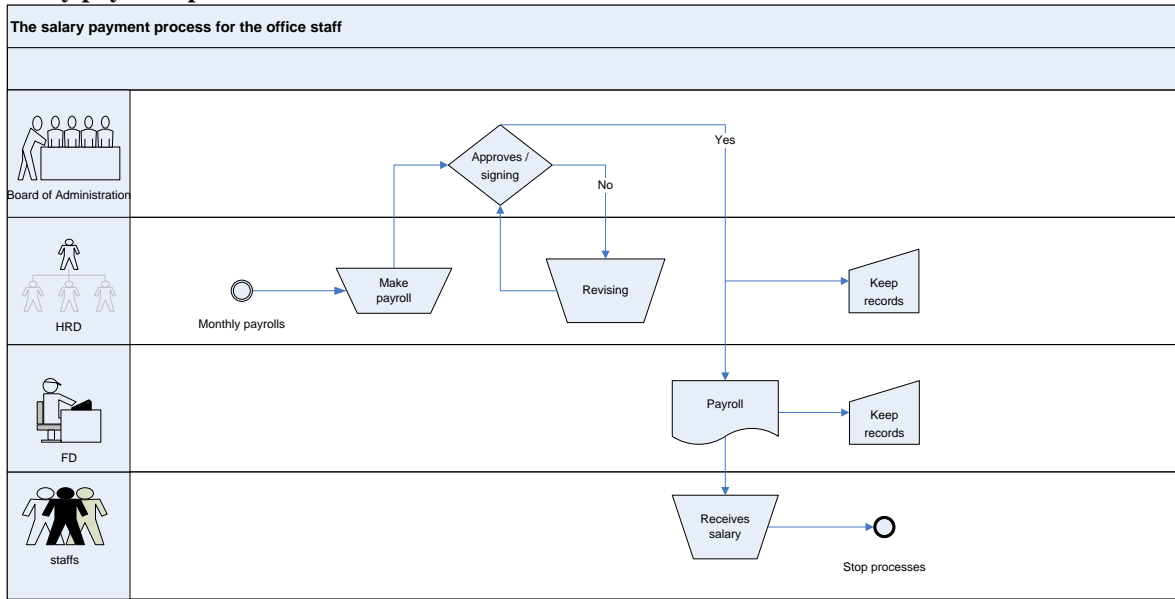 The salary payment process for the office staff
Board of Administration
Approves /
signing
Yes
No
HRD
Monthly payrolls
Make
payroll
Revising
Keep
records
FD
Payroll
Keep
records
staffs
Receives
salary
Stop processes